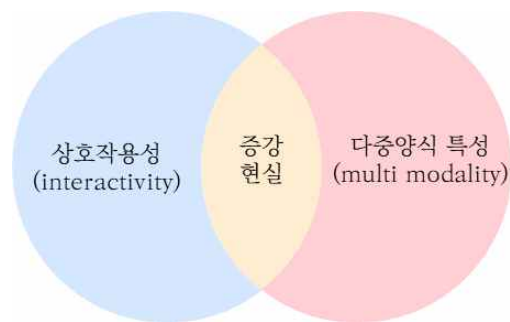 상호작용성
(interactivity)
증강
현실
다중양식 특성
(multi modality)